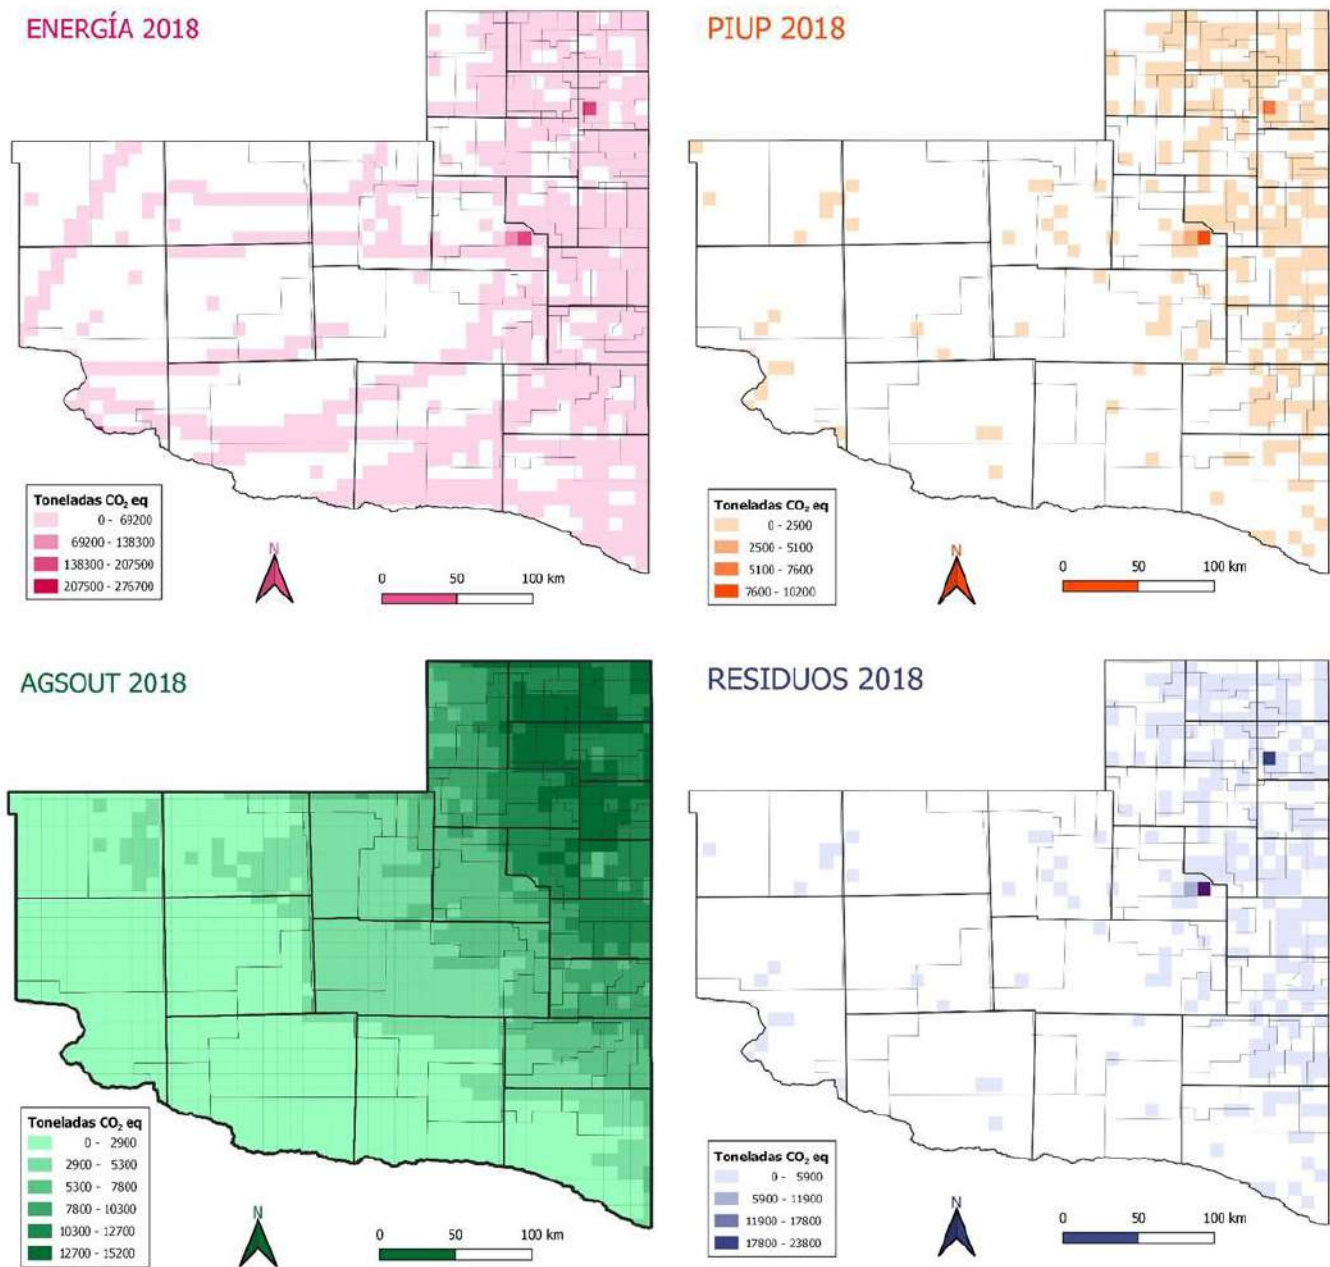 ENERGÍA 2018
Toneladas CO₂ eq
0 - 69200
69200 - 138300
138300 - 207500
207500 - 276700
N
0 50 100 km
PIUP 2018
Toneladas CO₂ eq
0 - 2500
2500 - 5100
5100 - 7600
7600 - 10200
N
0 50 100 km
AGSOUT 2018
Toneladas CO₂ eq
0 - 2900
2900 - 5300
5300 - 7800
7800 - 10300
10300 - 12700
12700 - 15200
N
0 50 100 km
RESIDUOS 2018
Toneladas CO₂ eq
0 - 5900
5900 - 11900
11900 - 17800
17800 - 23800
N
0 50 100 km